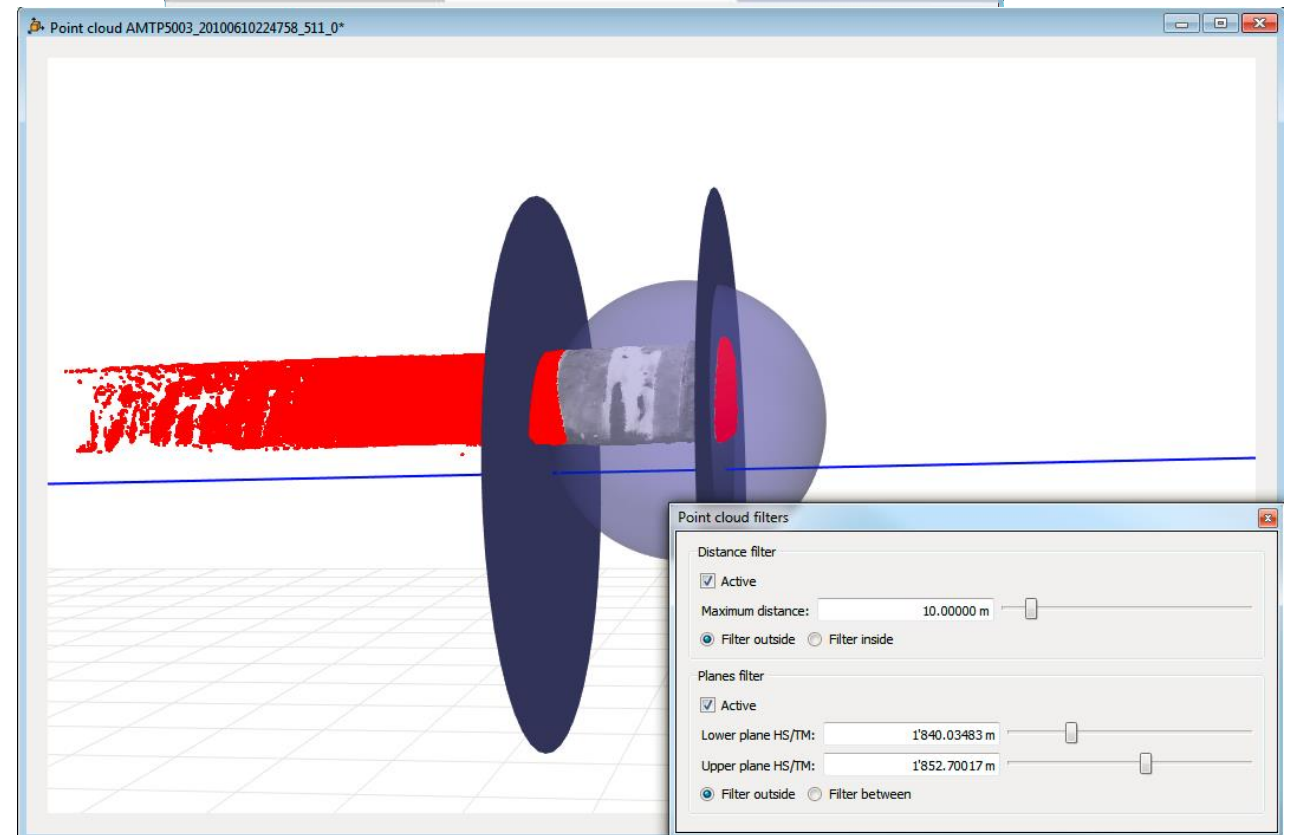 Point cloud AMTP5003_20100610224758_511_0*
Point cloud filters
Distance filter
Active
Maximum distance: 10.00000 m
Filter outside Filter inside
Planes filter
Active
Lower plane HS/TM: 1'840.03483 m
Upper plane HS/TM: 1'852.70017 m
Filter outside Filter between